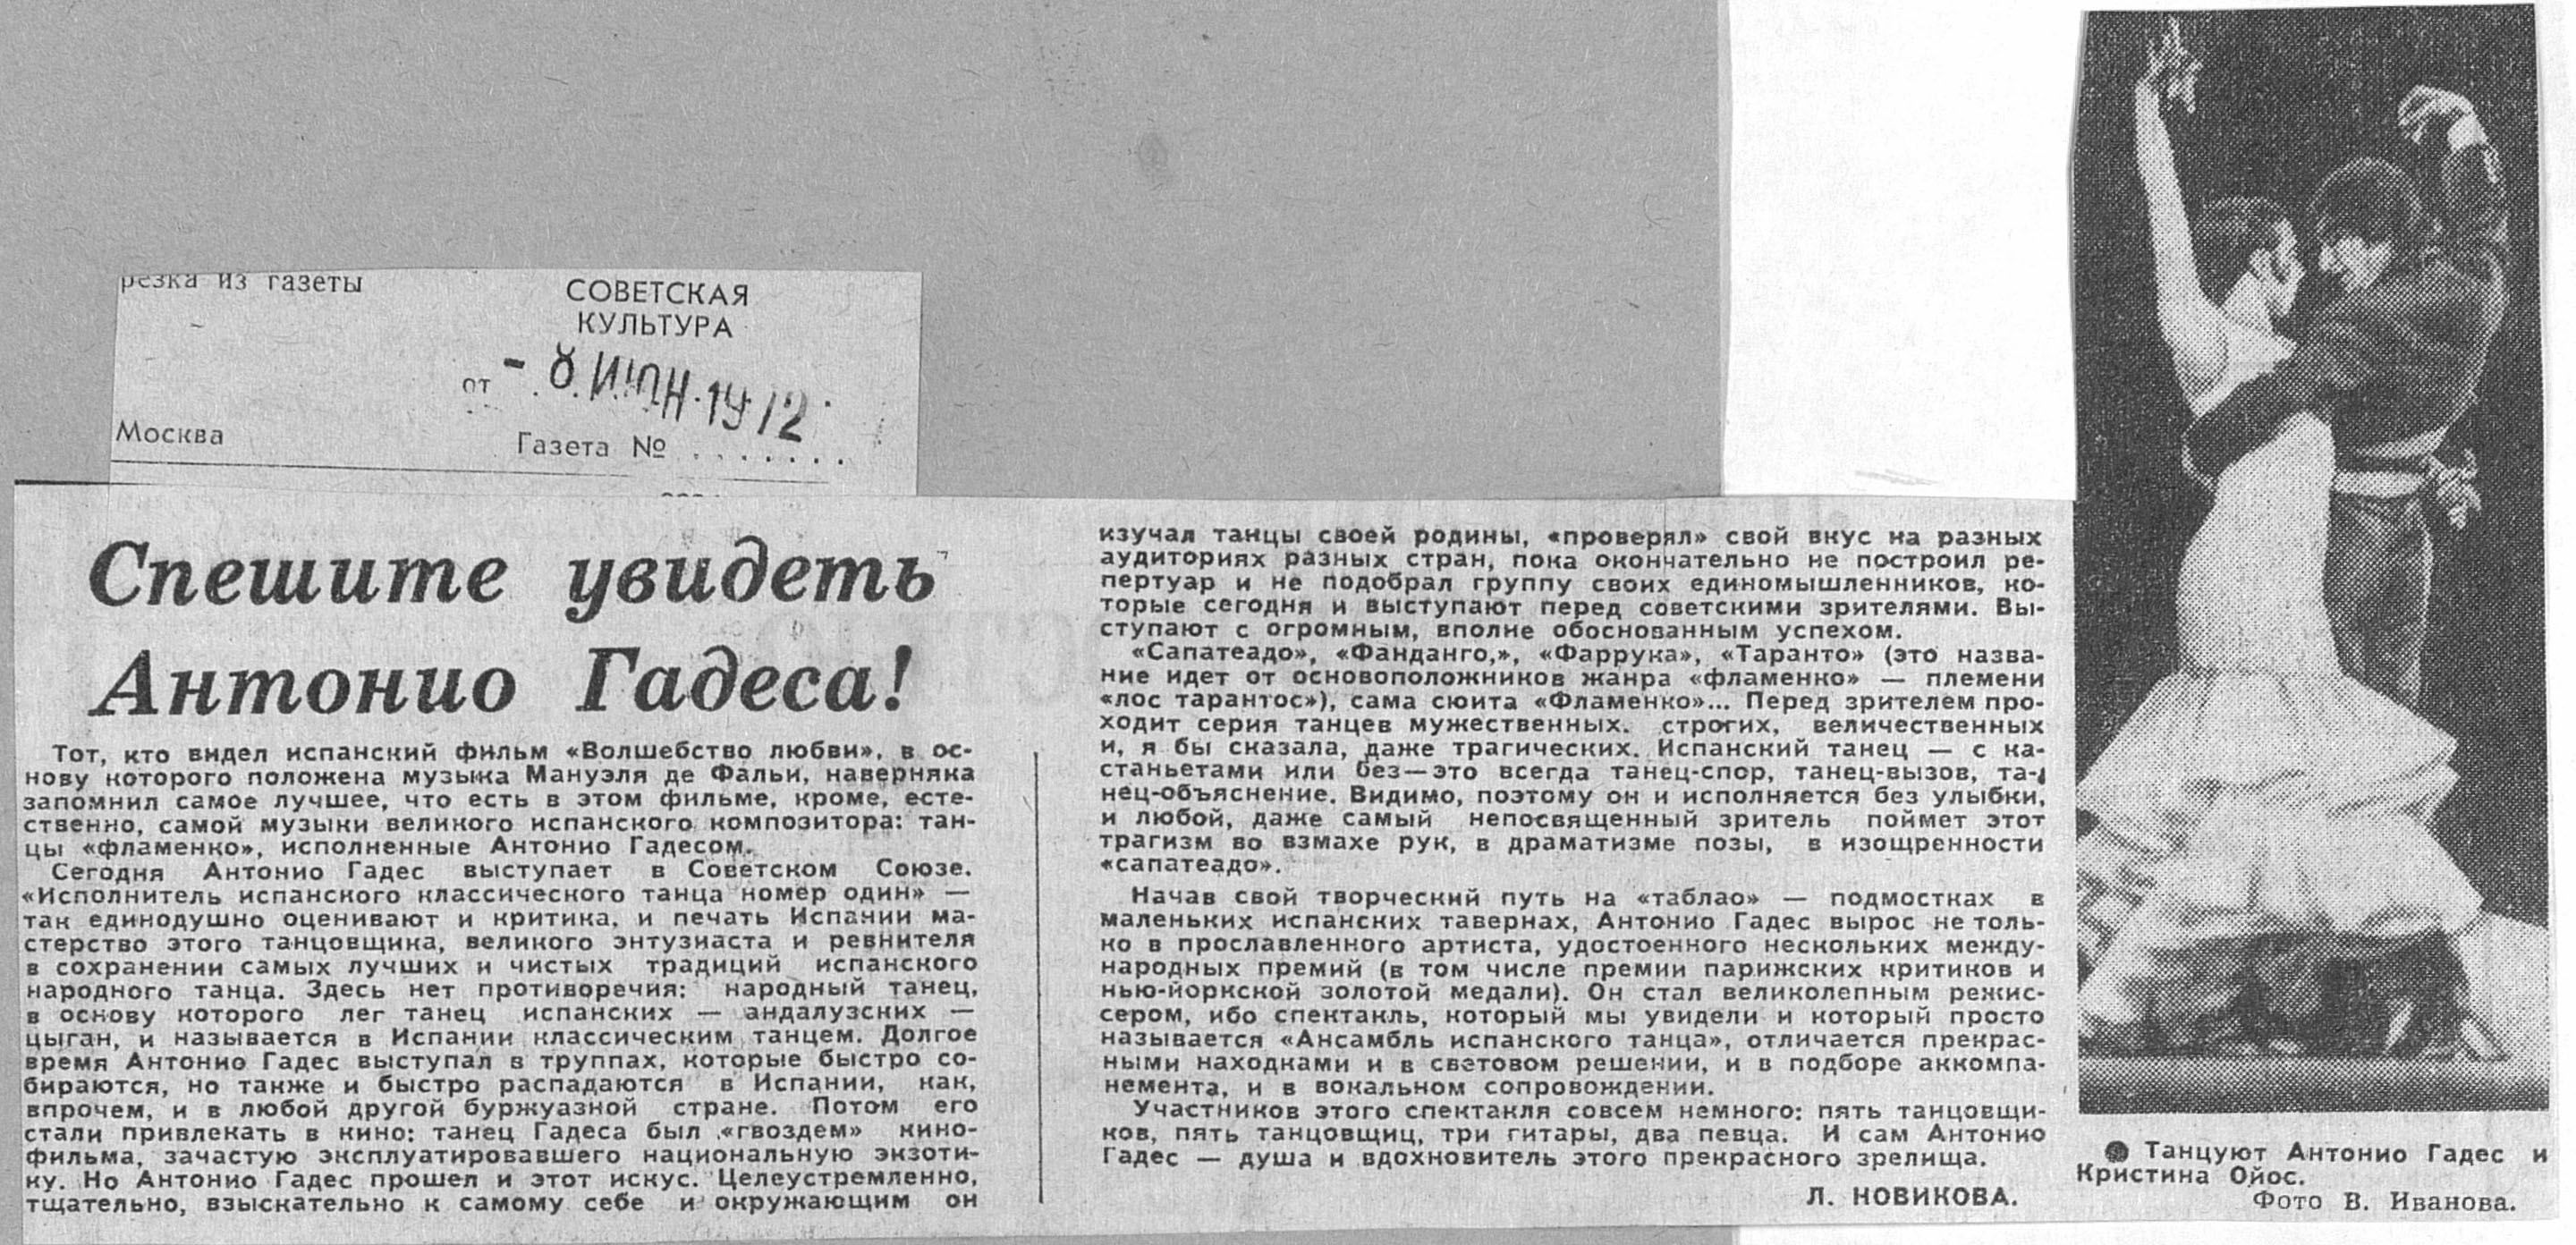 резка из газеты
СОВЕТСКАЯ
КУЛЬТУРА
от - 8 ИЮН. 1972
Москва
Газета № . . . . . . .
Спешите увидеть
Антонио Гадеса!
Тот, кто видел испанский фильм «Волшебство любви», в ос-
нову которого положена музыка Мануэля де Фальи, наверняка
запомнил самое лучшее, что есть в этом фильме, кроме, есте-
ственно, самой музыки великого испанского композитора: тан-
цы «фламенко», исполненные Антонио Гадесом.
Сегодня Антонио Гадес выступает в Советском Союзе.
«Исполнитель испанского классического танца номер один» —
так единодушно оценивают и критика, и печать Испании ма-
стерство этого танцовщика, великого энтузиаста и ревнителя
в сохранении самых лучших и чистых традиций испанского
народного танца. Здесь нет противоречия: народный танец,
в основу которого лег танец испанских — андалузских —
цыган, и называется в Испании классическим танцем. Долгое
время Антонио Гадес выступал в труппах, которые быстро со-
бираются, но также и быстро распадаются в Испании, как,
впрочем, и в любой другой буржуазной стране. Потом его
стали привлекать в кино: танец Гадеса был «гвоздем» кино-
фильма, зачастую эксплуатировавшего национальную экзоти-
ку. Но Антонио Гадес прошел и этот искус. Целеустремленно,
тщательно, взыскательно к самому себе и окружающим он
изучал танцы своей родины, «проверял» свой вкус на разных
аудиториях разных стран, пока окончательно не построил ре-
пертуар и не подобрал группу своих единомышленников, ко-
торые сегодня и выступают перед советскими зрителями. Вы-
ступают с огромным, вполне обоснованным успехом.
«Сапатеадо», «Фанданго,», «Фаррука», «Таранто» (это назва-
ние идет от основоположников жанра «фламенко» — племени
«лос тарантос»), сама сюита «Фламенко»... Перед зрителем про-
ходит серия танцев мужественных. строгих, величественных
и, я бы сказала, даже трагических. Испанский танец — с ка-
станьетами или без—это всегда танец-спор, танец-вызов, та-
нец-объяснение. Видимо, поэтому он и исполняется без улыбки,
и любой, даже самый непосвященный зритель поймет этот
трагизм во взмахе рук, в драматизме позы, в изощренности
«сапатеадо».
Начав свой творческий путь на «таблао» — подмостках в
маленьких испанских тавернах, Антонио Гадес вырос не толь-
ко в прославленного артиста, удостоенного нескольких между-
народных премий (в том числе премии парижских критиков и
нью-йоркской золотой медали). Он стал великолепным режис-
сером, ибо спектакль, который мы увидели и который просто
называется «Ансамбль испанского танца», отличается прекрас-
ными находками и в световом решении, и в подборе аккомпа-
немента, и в вокальном сопровождении.
Участников этого спектакля совсем немного: пять танцовщи-
ков, пять танцовщиц, три гитары, два певца. И сам Антонио
Гадес — душа и вдохновитель этого прекрасного зрелища.
Л. НОВИКОВА.
● Танцуют Антонио Гадес и
Кристина Ойос.
Фото В. Иванова.